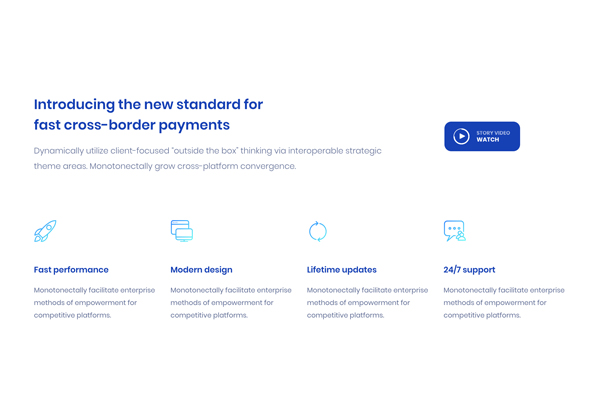 Introducing the new standard for
fast cross-border payments
Dynamically utilize client-focused "outside the box" thinking via interoperable strategic
theme areas. Monotonectally grow cross-platform convergence.
STORY VIDEO
WATCH
Fast performance
Monotonectally facilitate enterprise
methods of empowerment for
competitive platforms.
Modern design
Monotonectally facilitate enterprise
methods of empowerment for
competitive platforms.
Lifetime updates
Monotonectally facilitate enterprise
methods of empowerment for
competitive platforms.
24/7 support
Monotonectally facilitate enterprise
methods of empowerment for
competitive platforms.